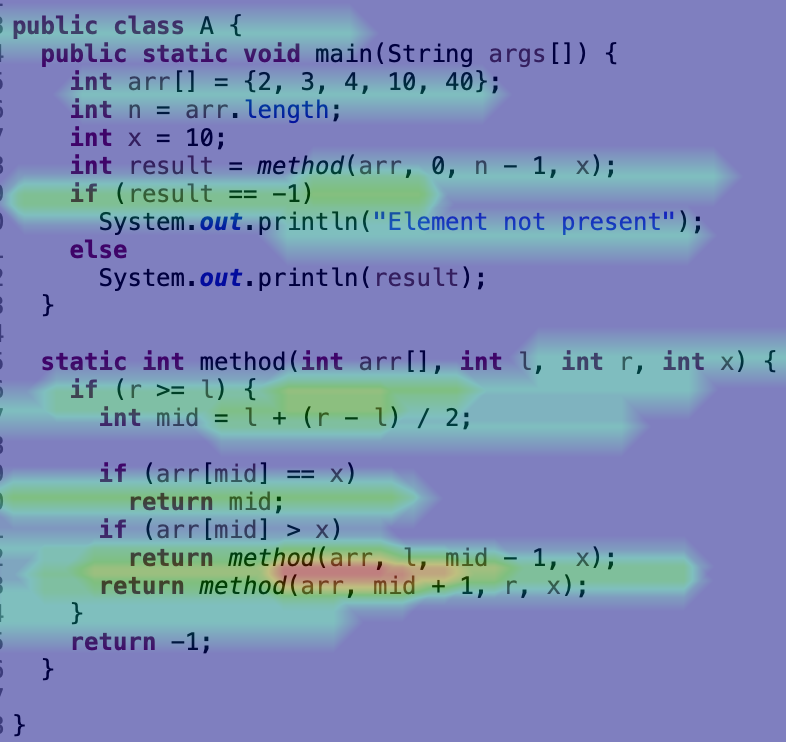 public class A {
public static void main(String args[]) {
int arr[] = {2, 3, 4, 10, 40};
int n = arr.length;
int x = 10;
int result = method(arr, 0, n - 1, x);
if (result == -1)
System.out.println("Element not present");
else
System.out.println(result);
}
static int method(int arr[], int l, int r, int x) {
if (r >= l) {
int mid = l + (r - l) / 2;
if (arr[mid] == x)
return mid;
if (arr[mid] > x)
return method(arr, l, mid - 1, x);
return method(arr, mid + 1, r, x);
}
return -1;
}
}